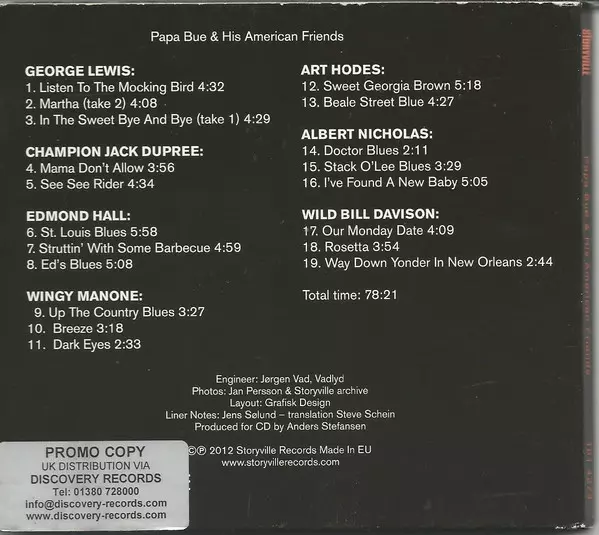 Papa Bue & His American Friends
GEORGE LEWIS:
1. Listen To The Mocking Bird 4:32
2. Martha (take 2) 4:08
3. In The Sweet Bye And Bye (take 1) 4:29
CHAMPION JACK DUPREE:
4. Mama Don't Allow 3:56
5. See See Rider 4:34
EDMOND HALL:
6. St. Louis Blues 5:58
7. Struttin' With Some Barbecue 4:59
8. Ed's Blues 5:08
WINGY MANONE:
9. Up The Country Blues 3:27
10. Breeze 3:18
11. Dark Eyes 2:33
ART HODES:
12. Sweet Georgia Brown 5:18
13. Beale Street Blue 4:27
ALBERT NICHOLAS:
14. Doctor Blues 2:11
15. Stack O'Lee Blues 3:29
16. I've Found A New Baby 5:05
WILD BILL DAVISON:
17. Our Monday Date 4:09
18. Rosetta 3:54
19. Way Down Yonder In New Orleans 2:44
Total time: 78:21
Engineer: Jørgen Vad, Vadlyd
Photos: Jan Persson & Storyville archive
Layout: Grafisk Design
Liner Notes: Jens Sølund – translation Steve Schein
Produced for CD by Anders Stefansen
©℗ 2012 Storyville Records Made In EU
www.storyvillerecords.com
PROMO COPY
UK DISTRIBUTION VIA
DISCOVERY RECORDS
Tel: 01380 728000
info@discovery-records.com
www.discovery-records.com
STORYVILLE
Papa Bue & His American Friends